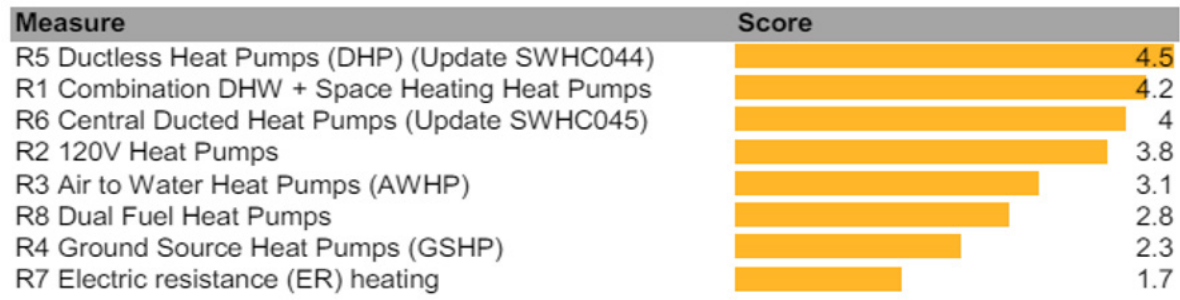 Measure Score
R5 Ductless Heat Pumps (DHP) (Update SWHC044) 4.5
R1 Combination DHW + Space Heating Heat Pumps 4.2
R6 Central Ducted Heat Pumps (Update SWHC045) 4
R2 120V Heat Pumps 3.8
R3 Air to Water Heat Pumps (AWHP) 3.1
R8 Dual Fuel Heat Pumps 2.8
R4 Ground Source Heat Pumps (GSHP) 2.3
R7 Electric resistance (ER) heating 1.7